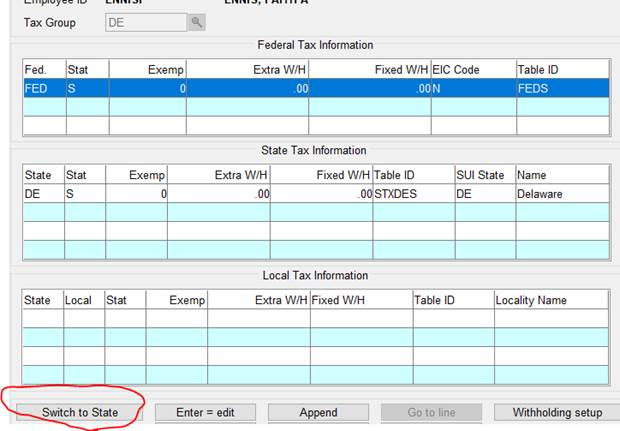 Employee ID ENNISF ENNIS, FAITH A
Tax Group DE
Federal Tax Information
Fed. Stat Exemp Extra W/H Fixed W/H EIC Code Table ID
FED S 0 .00 .00 N FEDS
State Tax Information
State Stat Exemp Extra W/H Fixed W/H Table ID SUI State Name
DE S 0 .00 .00 STXDES DE Delaware
Local Tax Information
State Local Stat Exemp Extra W/H Fixed W/H Table ID Locality Name
Switch to State Enter = edit Append Go to line Withholding setup